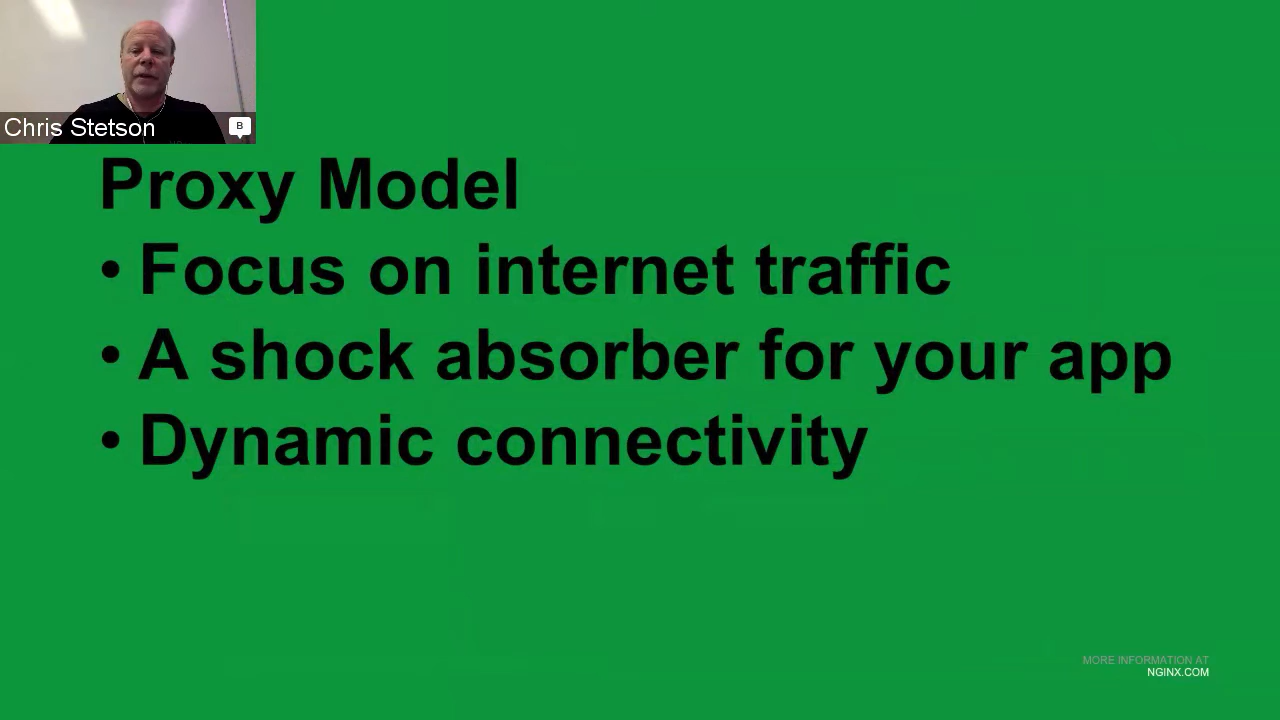 Chris Stetson
B
Proxy Model
• Focus on internet traffic
• A shock absorber for your app
• Dynamic connectivity
MORE INFORMATION AT
NGINX.COM